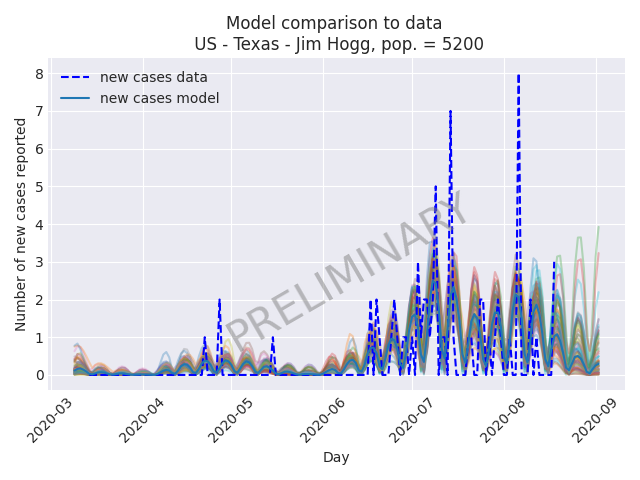 Model comparison to data
US - Texas - Jim Hogg, pop. = 5200
new cases data
new cases model
PRELIMINARY
Number of new cases reported
8
7
6
5
4
3
2
1
0
2020-03
2020-04
2020-05
2020-06
2020-07
2020-08
2020-09
Day